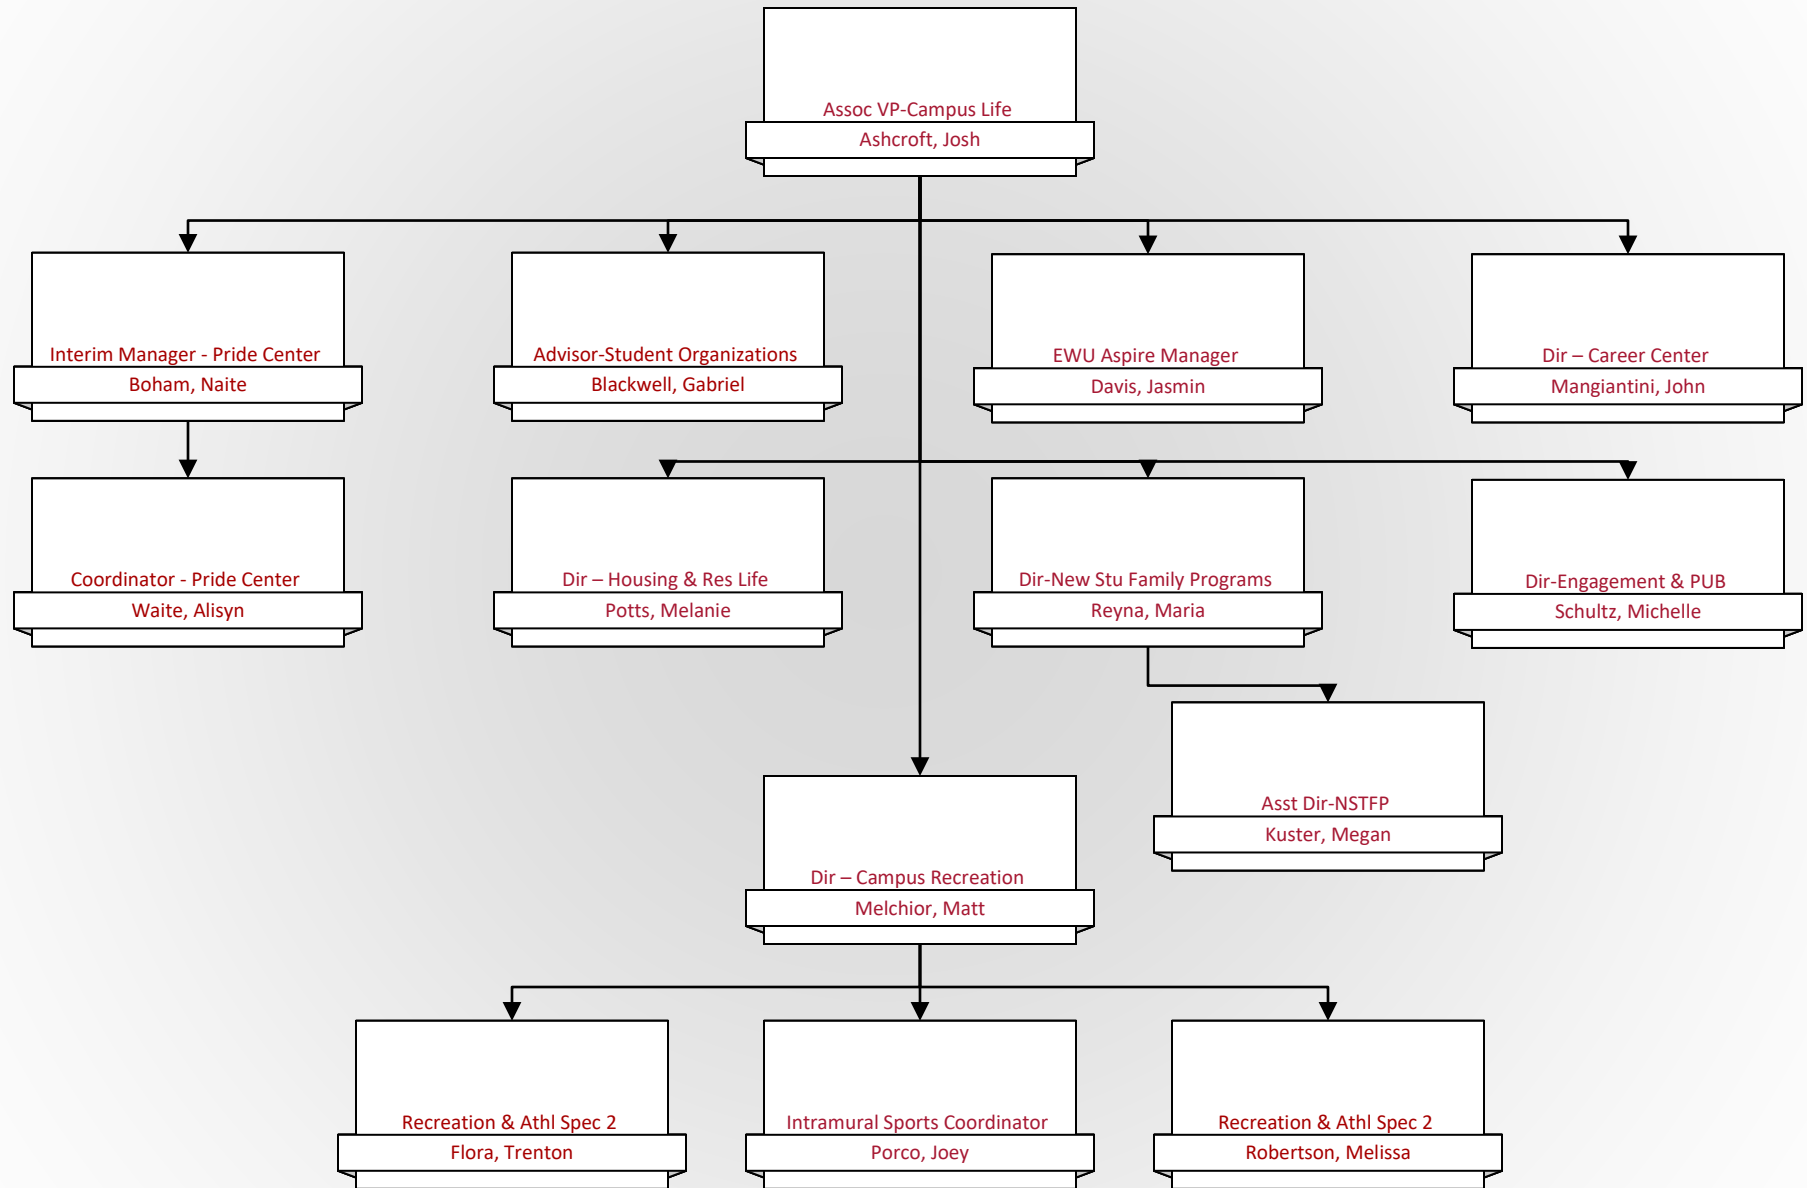 Assoc VP-Campus Life
Ashcroft, Josh
Interim Manager - Pride Center
Boham, Naite
Advisor-Student Organizations
Blackwell, Gabriel
EWU Aspire Manager
Davis, Jasmin
Dir – Career Center
Mangiantini, John
Coordinator - Pride Center
Waite, Alisyn
Dir – Housing & Res Life
Potts, Melanie
Dir-New Stu Family Programs
Reyna, Maria
Dir-Engagement & PUB
Schultz, Michelle
Asst Dir-NSTFP
Kuster, Megan
Dir – Campus Recreation
Melchior, Matt
Recreation & Athl Spec 2
Flora, Trenton
Intramural Sports Coordinator
Porco, Joey
Recreation & Athl Spec 2
Robertson, Melissa